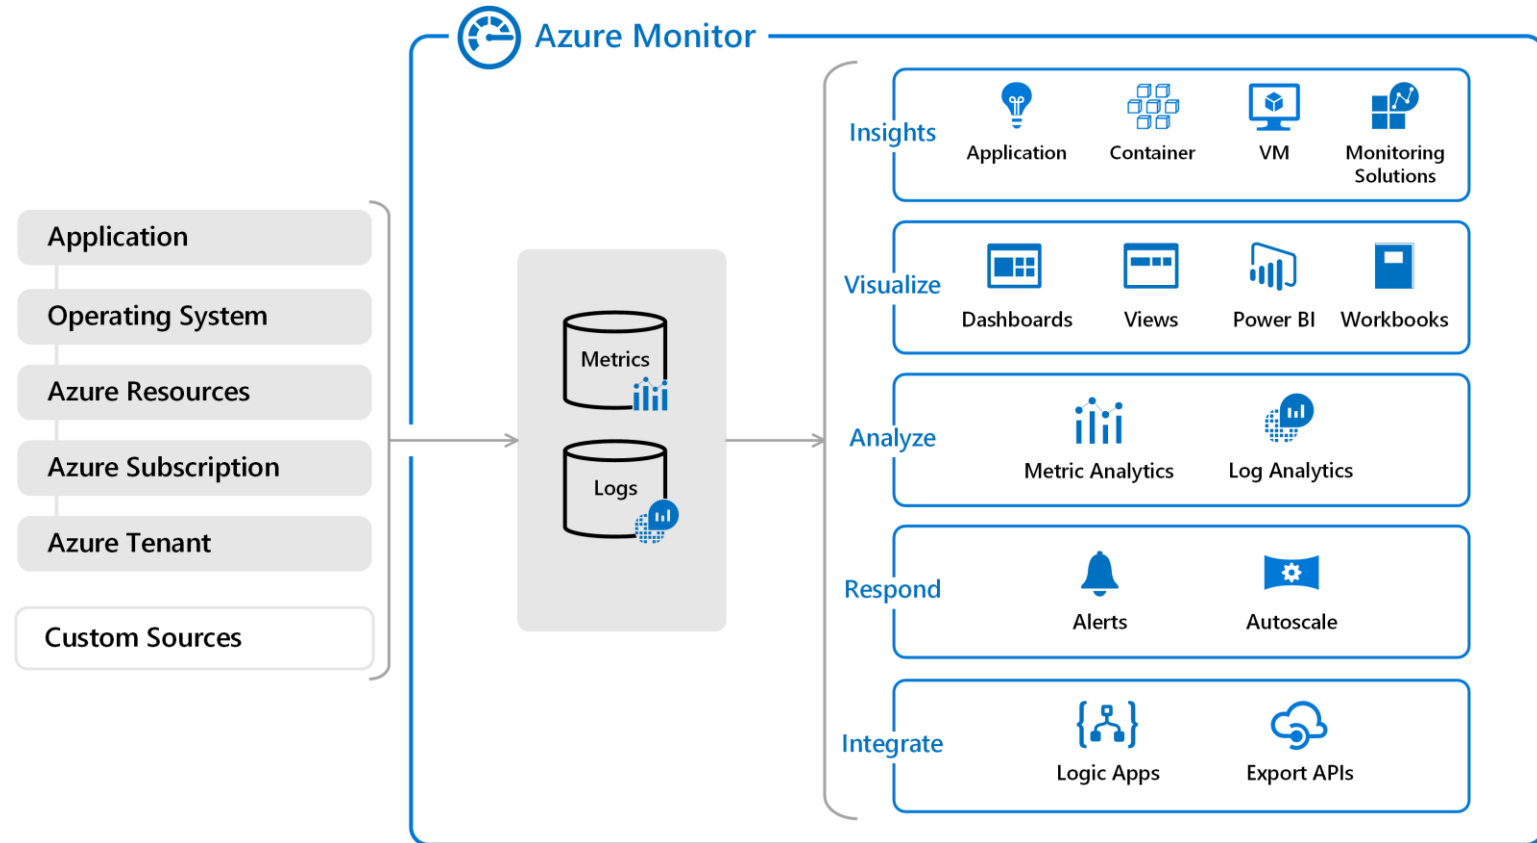 Azure Monitor
Application
Operating System
Azure Resources
Azure Subscription
Azure Tenant
Custom Sources
Metrics
Logs
Insights
Application
Container
VM
Monitoring
Solutions
Visualize
Dashboards
Views
Power BI
Workbooks
Analyze
Metric Analytics
Log Analytics
Respond
Alerts
Autoscale
Integrate
Logic Apps
Export APIs